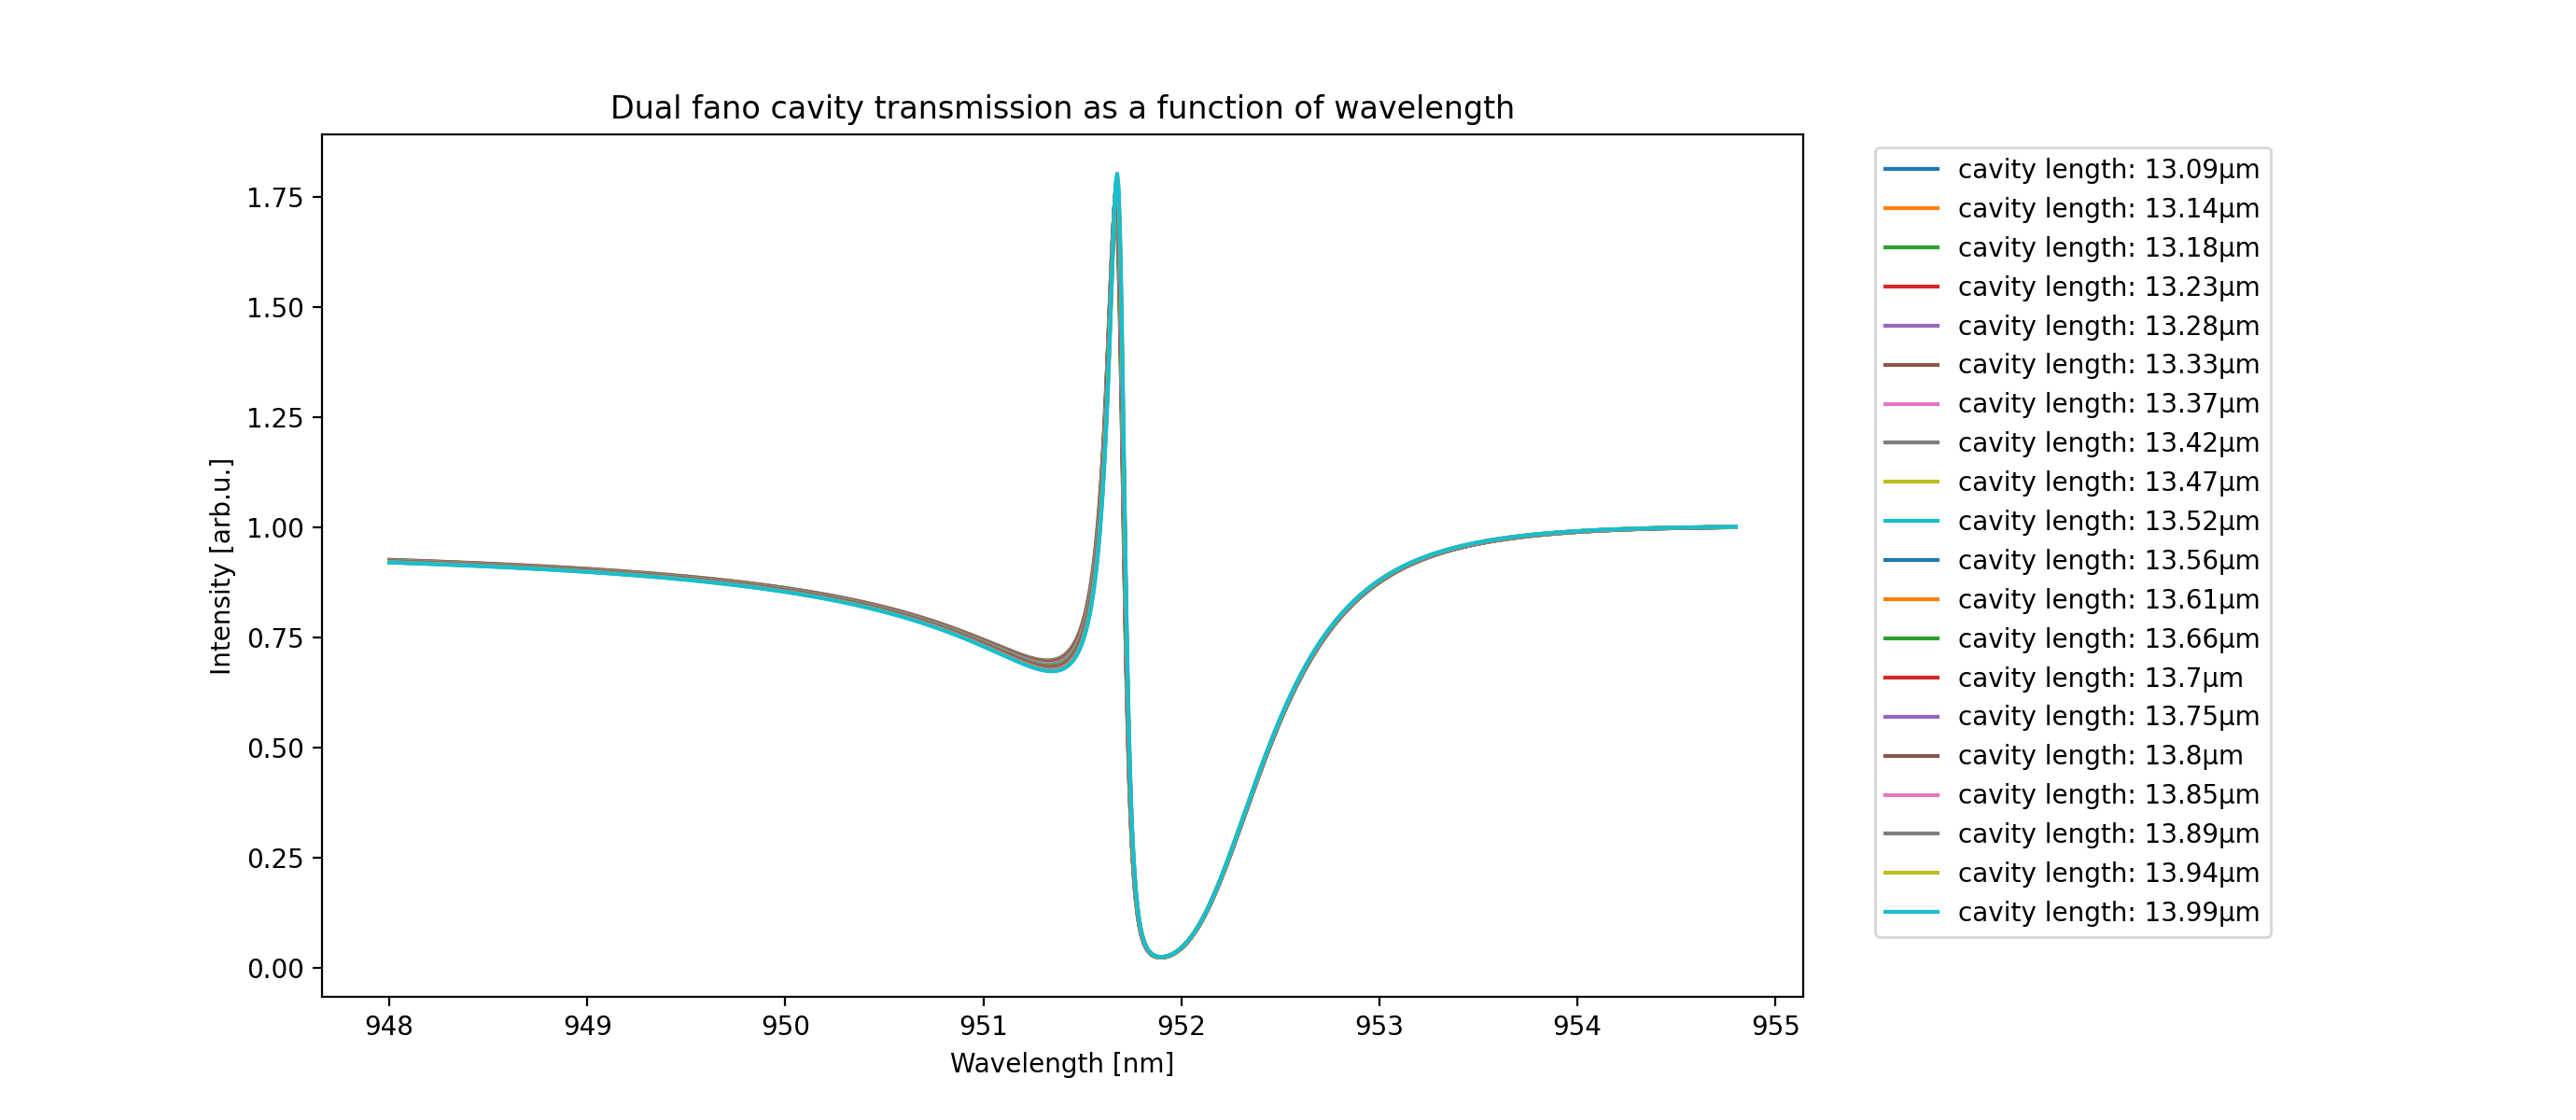 Dual fano cavity transmission as a function of wavelength
Intensity [arb.u.]
1.75
1.50
1.25
1.00
0.75
0.50
0.25
0.00
948
949
950
951
952
953
954
955
Wavelength [nm]
cavity length: 13.09μm
cavity length: 13.14μm
cavity length: 13.18μm
cavity length: 13.23μm
cavity length: 13.28μm
cavity length: 13.33μm
cavity length: 13.37μm
cavity length: 13.42μm
cavity length: 13.47μm
cavity length: 13.52μm
cavity length: 13.56μm
cavity length: 13.61μm
cavity length: 13.66μm
cavity length: 13.7μm
cavity length: 13.75μm
cavity length: 13.8μm
cavity length: 13.85μm
cavity length: 13.89μm
cavity length: 13.94μm
cavity length: 13.99μm